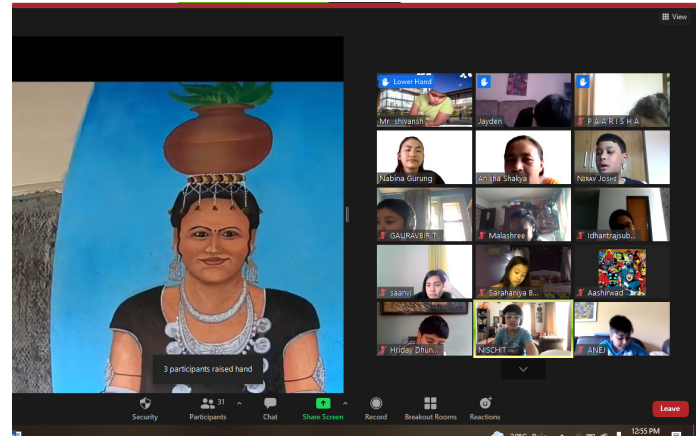 View
Lower Hand
Mr shivansh
Jayden
P A A R I S H A
Nabina Gurung
Anisha Shakya
Nirav Joshi
GAURAVBIR T...
Malashree
Idhantrajsub...
saanvi
Sarahaniya B...
Aashirwad
Hriday Dhun...
NISCHIT
ANEJ
3 participants raised hand
31
Security
Participants
Chat
Share Screen
Record
Breakout Rooms
Reactions
Leave
12:55 PM